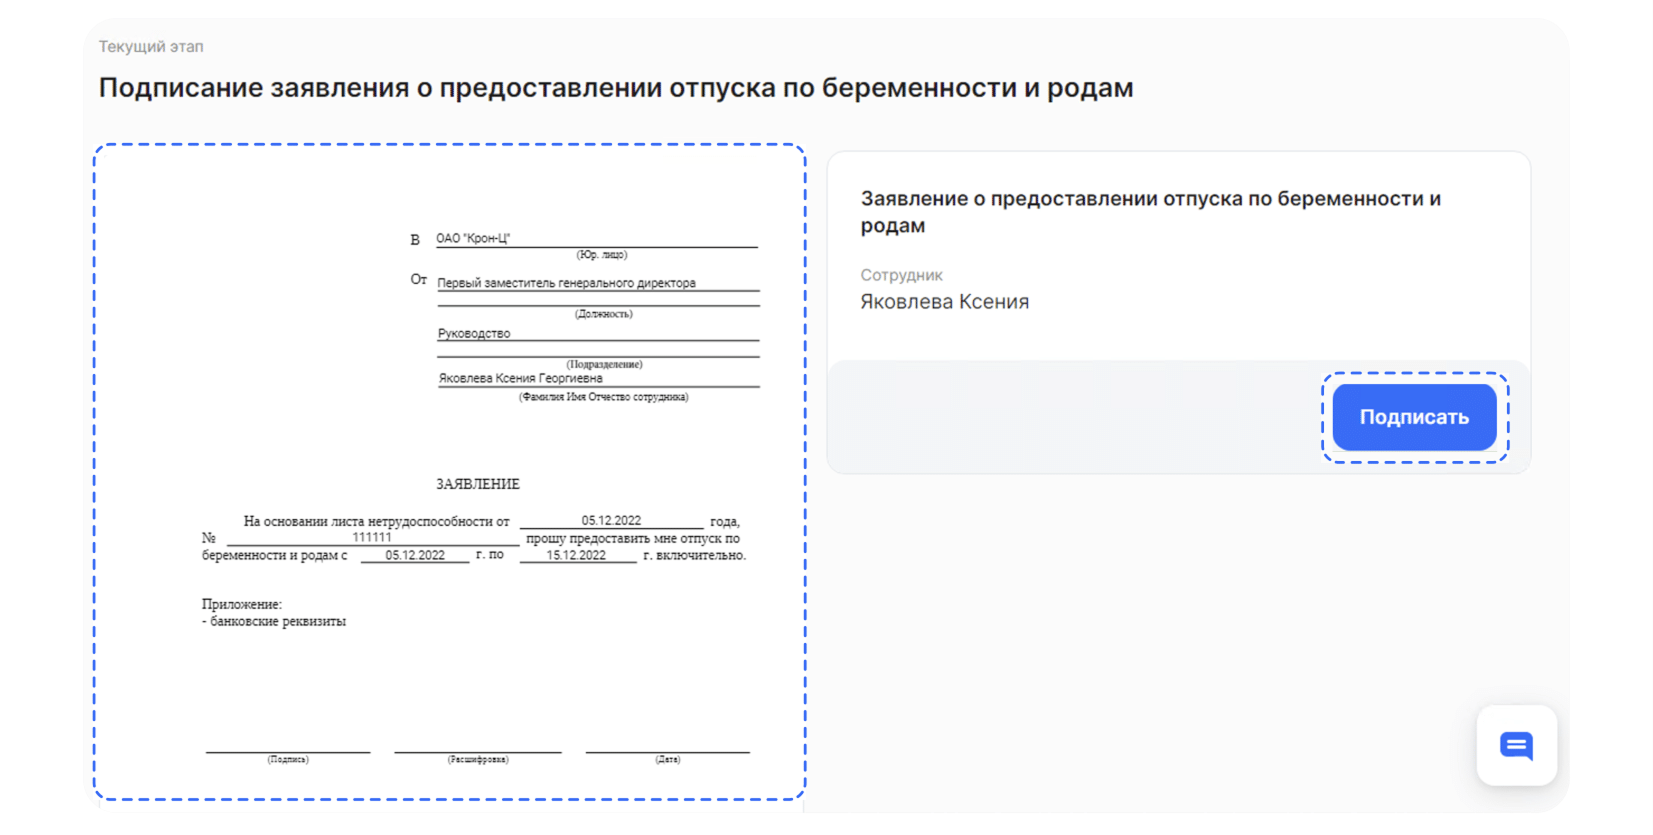 Текущий этап
Подписание заявления о предоставлении отпуска по беременности и родам
В ОАО "Крон-Ц"
(Юр. лицо)
От Первый заместитель генерального директора
(Должность)
Руководство
(Подразделение)
Яковлева Ксения Георгиевна
(Фамилия Имя Отчество сотрудника)
ЗАЯВЛЕНИЕ
На основании листа нетрудоспособности от 05.12.2022 года,
№ 111111 прошу предоставить мне отпуск по
беременности и родам с 05.12.2022 г. по 15.12.2022 г. включительно.
Приложение:
- банковские реквизиты
(Подпись) (Расшифровка) (Дата)
Заявление о предоставлении отпуска по беременности и
родам
Сотрудник
Яковлева Ксения
Подписать